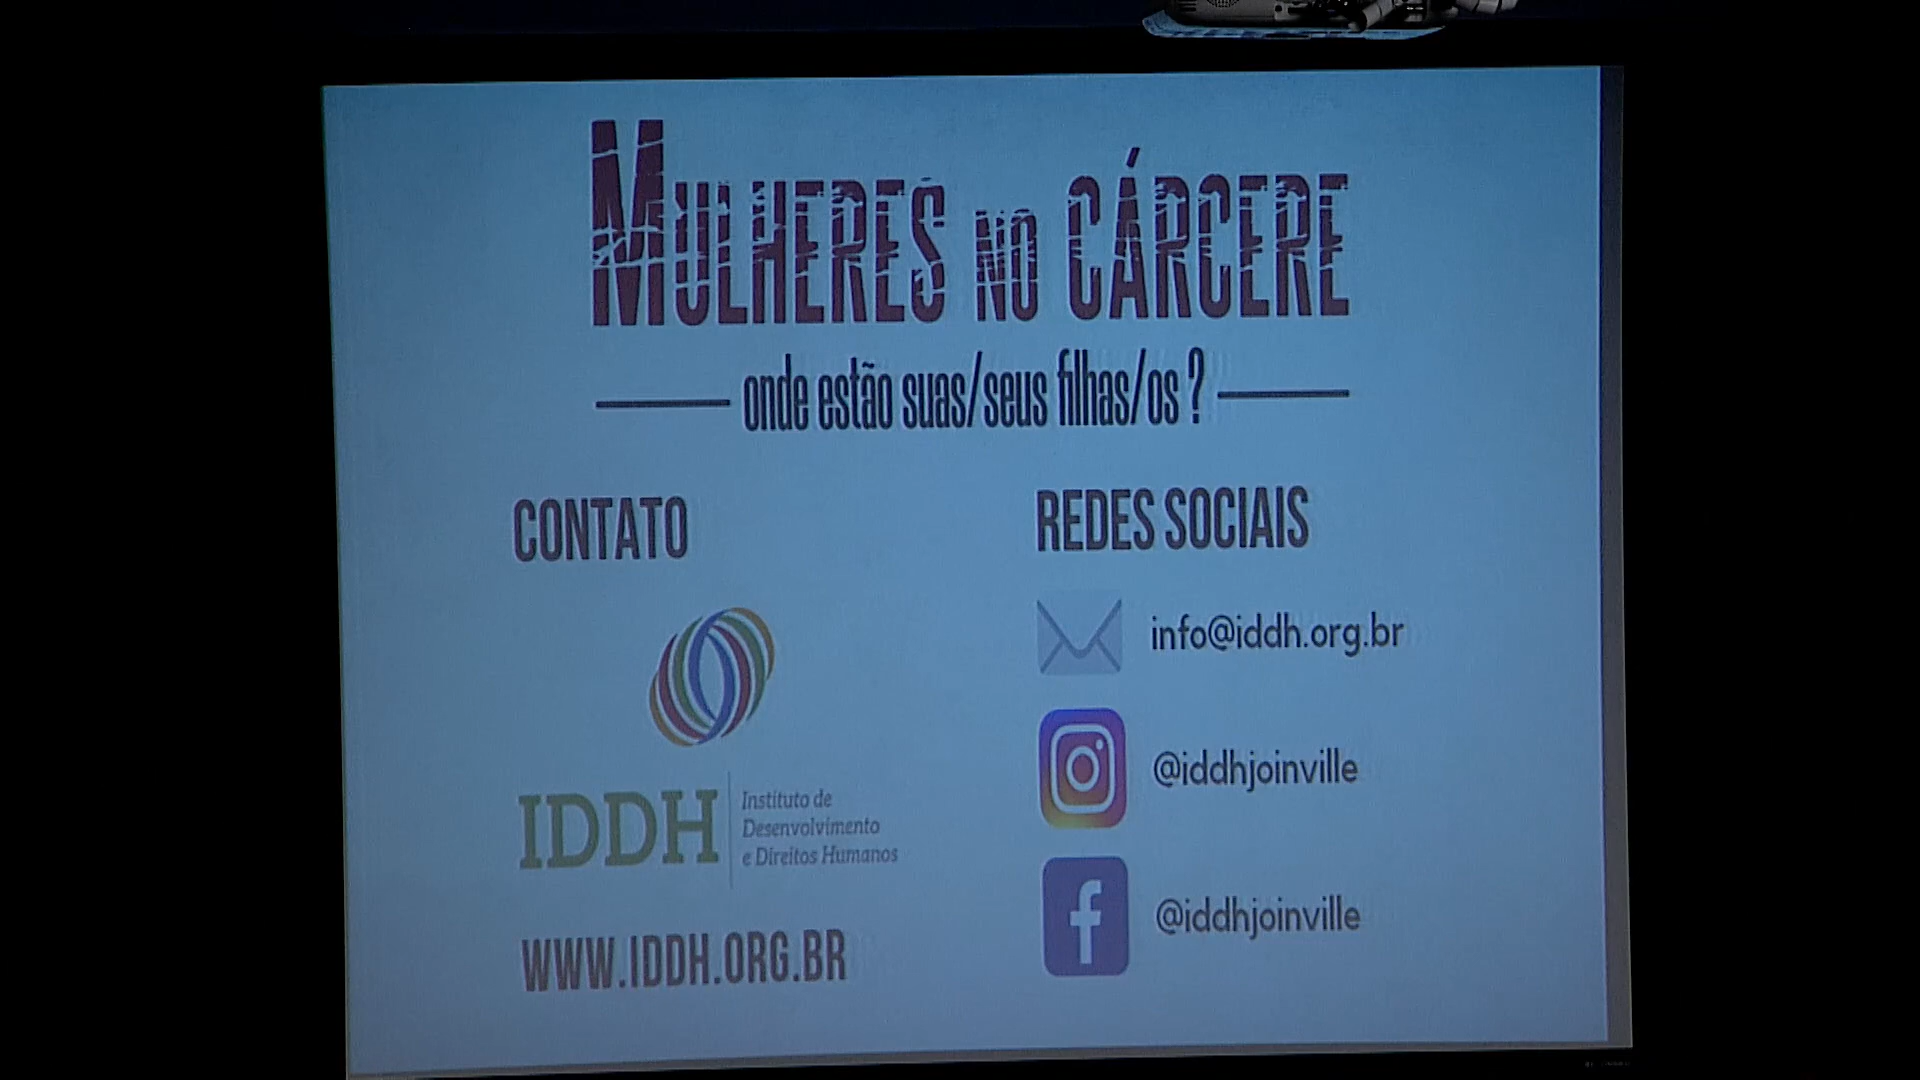 MULHERES NO CÁRCERE
onde estão suas/seus filhas/os ?
CONTATO
IDDH
Instituto de
Desenvolvimento
e Direitos Humanos
WWW.IDDH.ORG.BR
REDES SOCIAIS
info@iddh.org.br
@iddhjoinville
@iddhjoinville